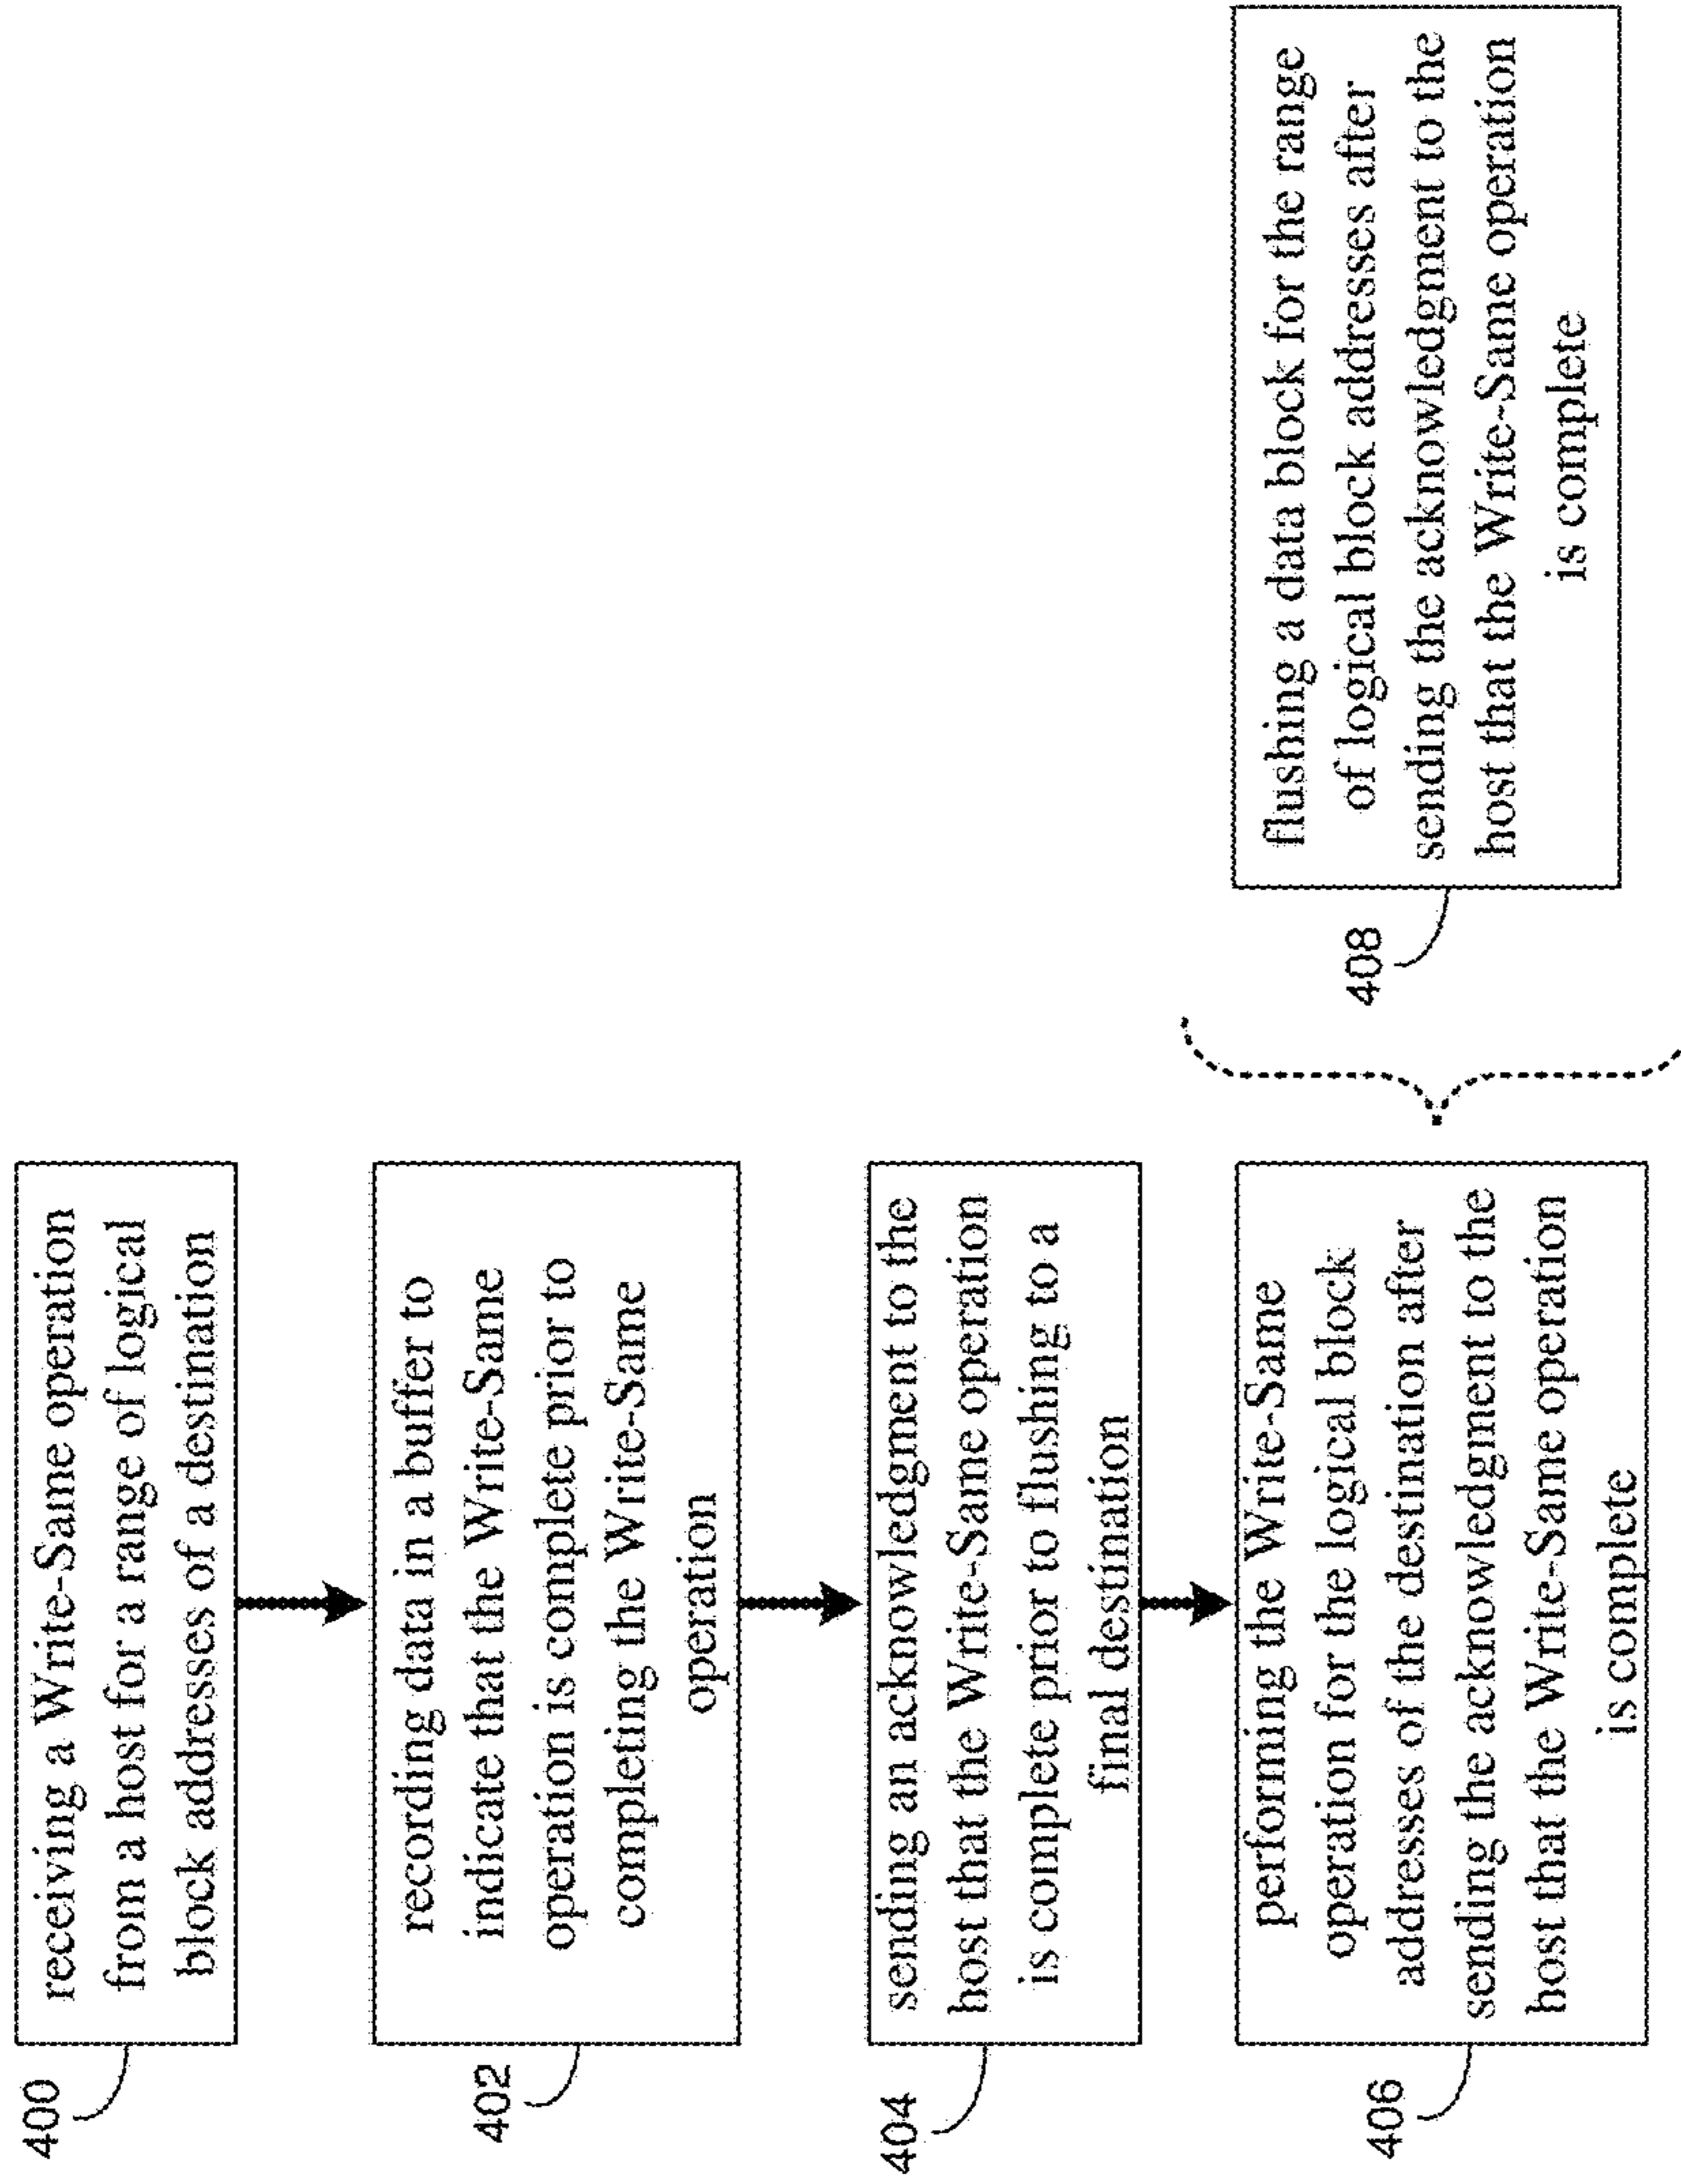 400
receiving a Write-Same operation
from a host for a range of logical
block addresses of a destination
402
recording data in a buffer to
indicate that the Write-Same
operation is complete prior to
completing the Write-Same
operation
404
sending an acknowledgment to the
host that the Write-Same operation
is complete prior to flushing to a
final destination
406
performing the Write-Same
operation for the logical block
addresses of the destination after
sending the acknowledgment to the
host that the Write-Same operation
is complete
408
flushing a data block for the range
of logical block addresses after
sending the acknowledgment to the
host that the Write-Same operation
is complete